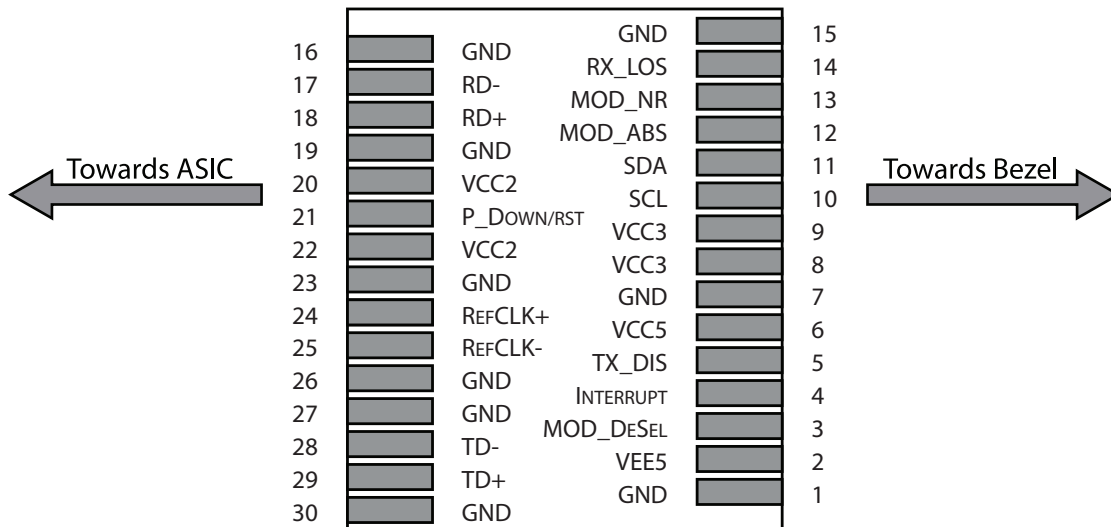 GND 15
16 GND
RX_LOS 14
17 RD-
MOD_NR 13
18 RD+
MOD_ABS 12
19 GND
SDA 11
Towards ASIC
Towards Bezel
20 VCC2
SCL 10
21 P_DOWN/RST
VCC3 9
22 VCC2
VCC3 8
23 GND
GND 7
24 REFCLK+
VCC5 6
25 REFCLK-
TX_DIS 5
26 GND
INTERRUPT 4
27 GND
MOD_DESEL 3
28 TD-
VEE5 2
29 TD+
GND 1
30 GND